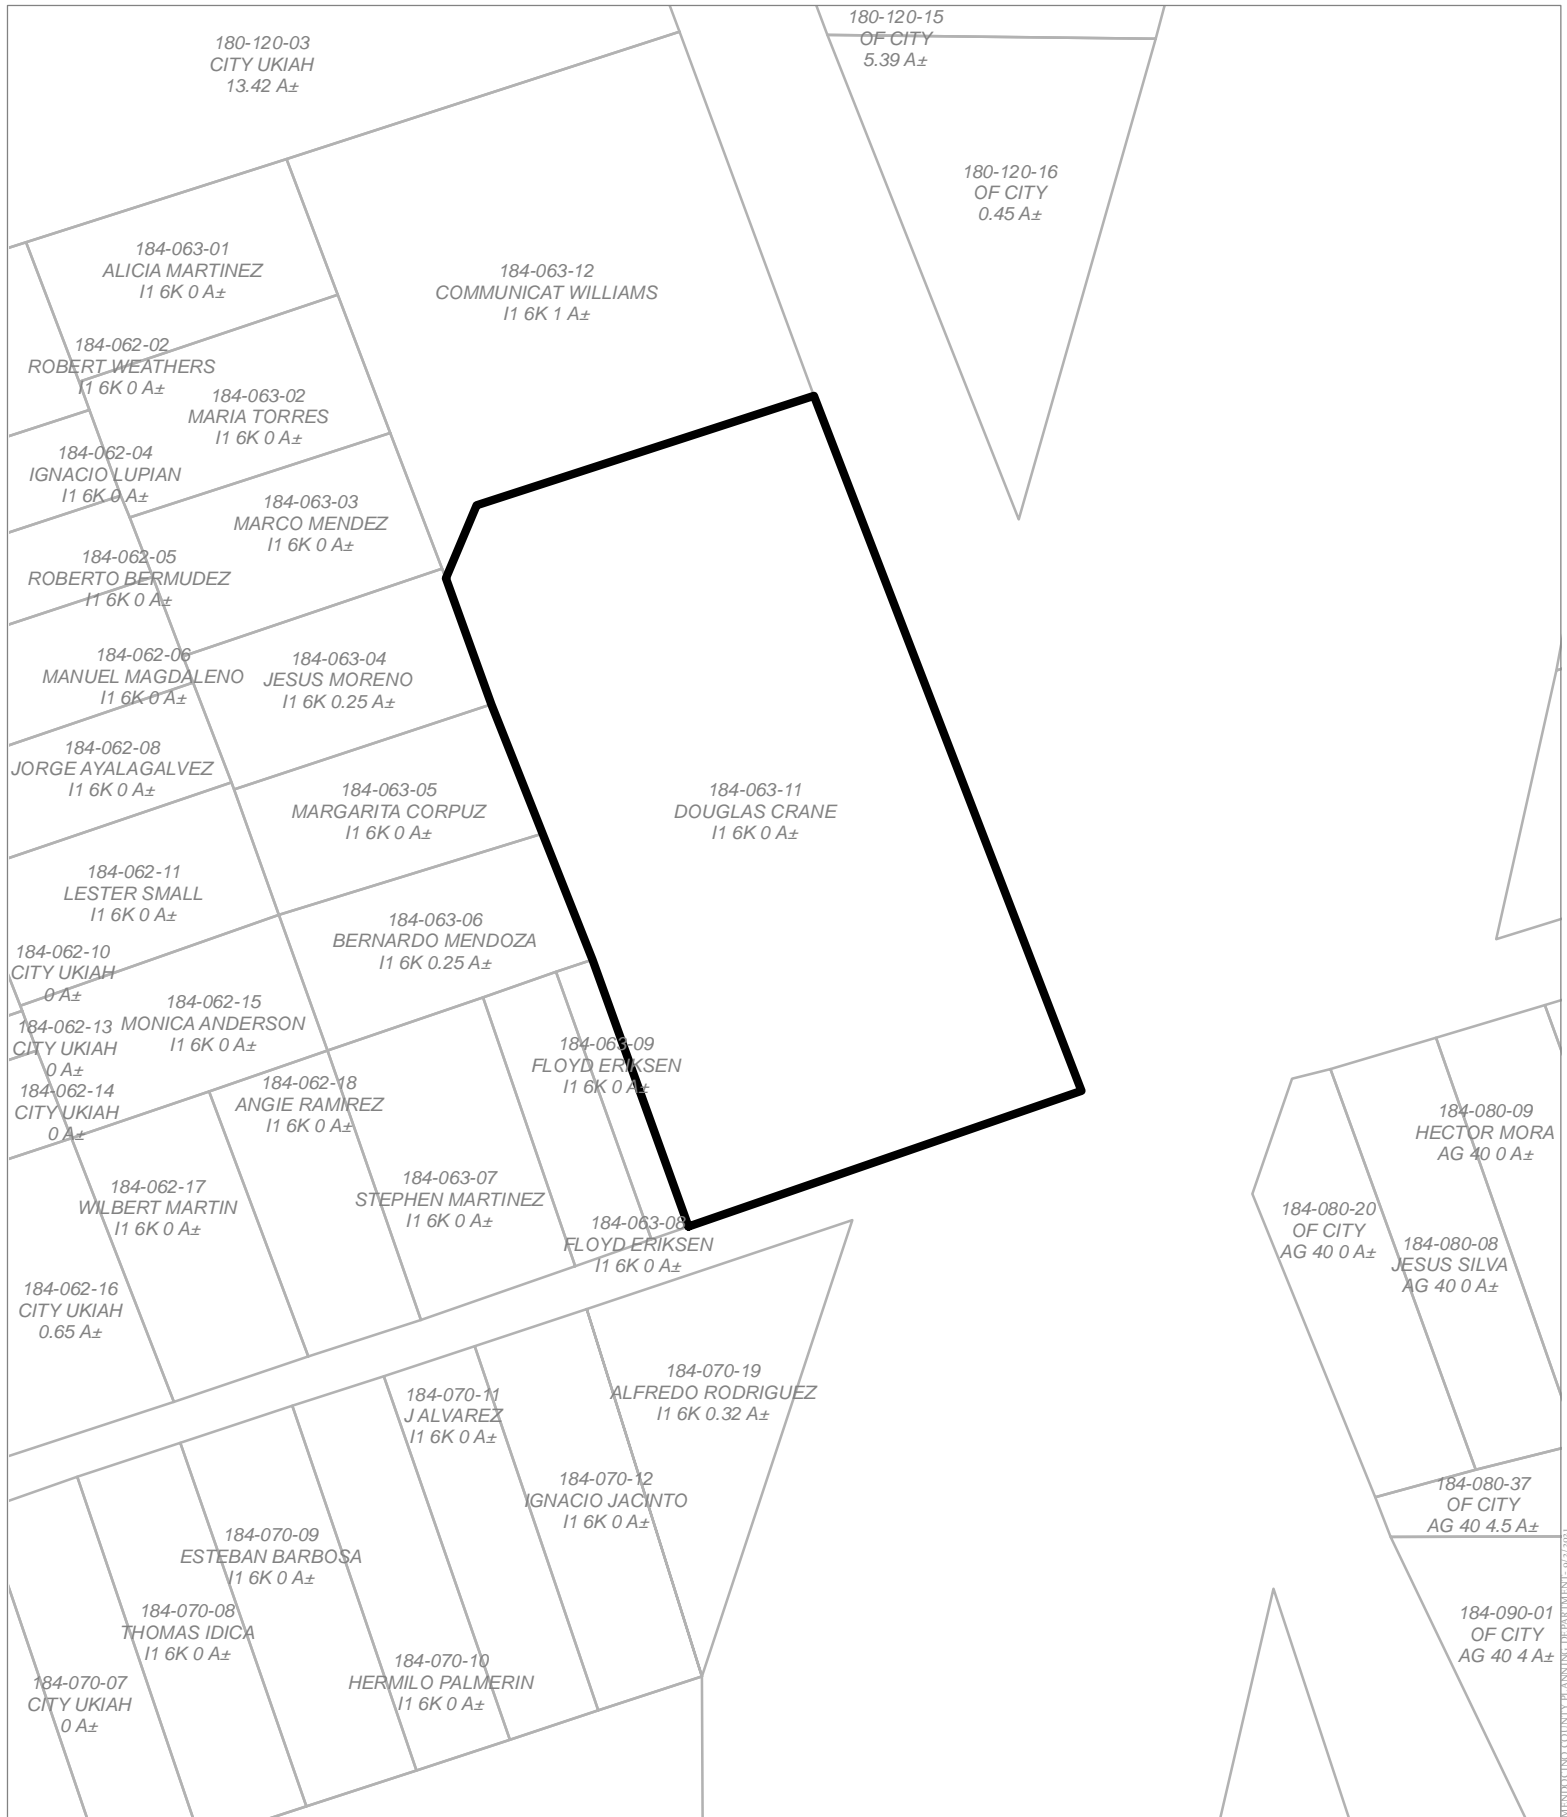 180-120-03
CITY UKIAH
13.42 A±
180-120-15
OF CITY
5.39 A±
180-120-16
OF CITY
0.45 A±
184-063-01
ALICIA MARTINEZ
I1 6K 0 A±
184-063-12
COMMUNICAT WILLIAMS
I1 6K 1 A±
184-062-02
ROBERT WEATHERS
I1 6K 0 A±
184-063-02
MARIA TORRES
I1 6K 0 A±
184-062-04
IGNACIO LUPIAN
I1 6K 0 A±
184-063-03
MARCO MENDEZ
I1 6K 0 A±
184-062-05
ROBERTO BERMUDEZ
I1 6K 0 A±
184-062-06
MANUEL MAGDALENO
I1 6K 0 A±
184-063-04
JESUS MORENO
I1 6K 0.25 A±
184-062-08
JORGE AYALAGALVEZ
I1 6K 0 A±
184-063-05
MARGARITA CORPUZ
I1 6K 0 A±
184-063-11
DOUGLAS CRANE
I1 6K 0 A±
184-062-11
LESTER SMALL
I1 6K 0 A±
184-063-06
BERNARDO MENDOZA
I1 6K 0.25 A±
184-062-10
CITY UKIAH
0 A±
184-062-15
MONICA ANDERSON
I1 6K 0 A±
184-062-13
CITY UKIAH
0 A±
184-063-09
FLOYD ERIKSEN
I1 6K 0 A±
184-062-14
CITY UKIAH
0 A±
184-062-18
ANGIE RAMIREZ
I1 6K 0 A±
184-080-09
HECTOR MORA
AG 40 0 A±
184-062-17
WILBERT MARTIN
I1 6K 0 A±
184-063-07
STEPHEN MARTINEZ
I1 6K 0 A±
184-063-08
FLOYD ERIKSEN
I1 6K 0 A±
184-080-20
OF CITY
AG 40 0 A±
184-080-08
JESUS SILVA
AG 40 0 A±
184-062-16
CITY UKIAH
0.65 A±
184-070-19
ALFREDO RODRIGUEZ
I1 6K 0.32 A±
184-070-11
J ALVAREZ
I1 6K 0 A±
184-070-12
IGNACIO JACINTO
I1 6K 0 A±
184-080-37
OF CITY
AG 40 4.5 A±
184-070-09
ESTEBAN BARBOSA
I1 6K 0 A±
184-070-08
THOMAS IDICA
I1 6K 0 A±
184-090-01
OF CITY
AG 40 4 A±
184-070-10
HERMILO PALMERIN
I1 6K 0 A±
184-070-07
CITY UKIAH
0 A±
MENDOCINO COUNTY PLANNING DEPARTMENT-